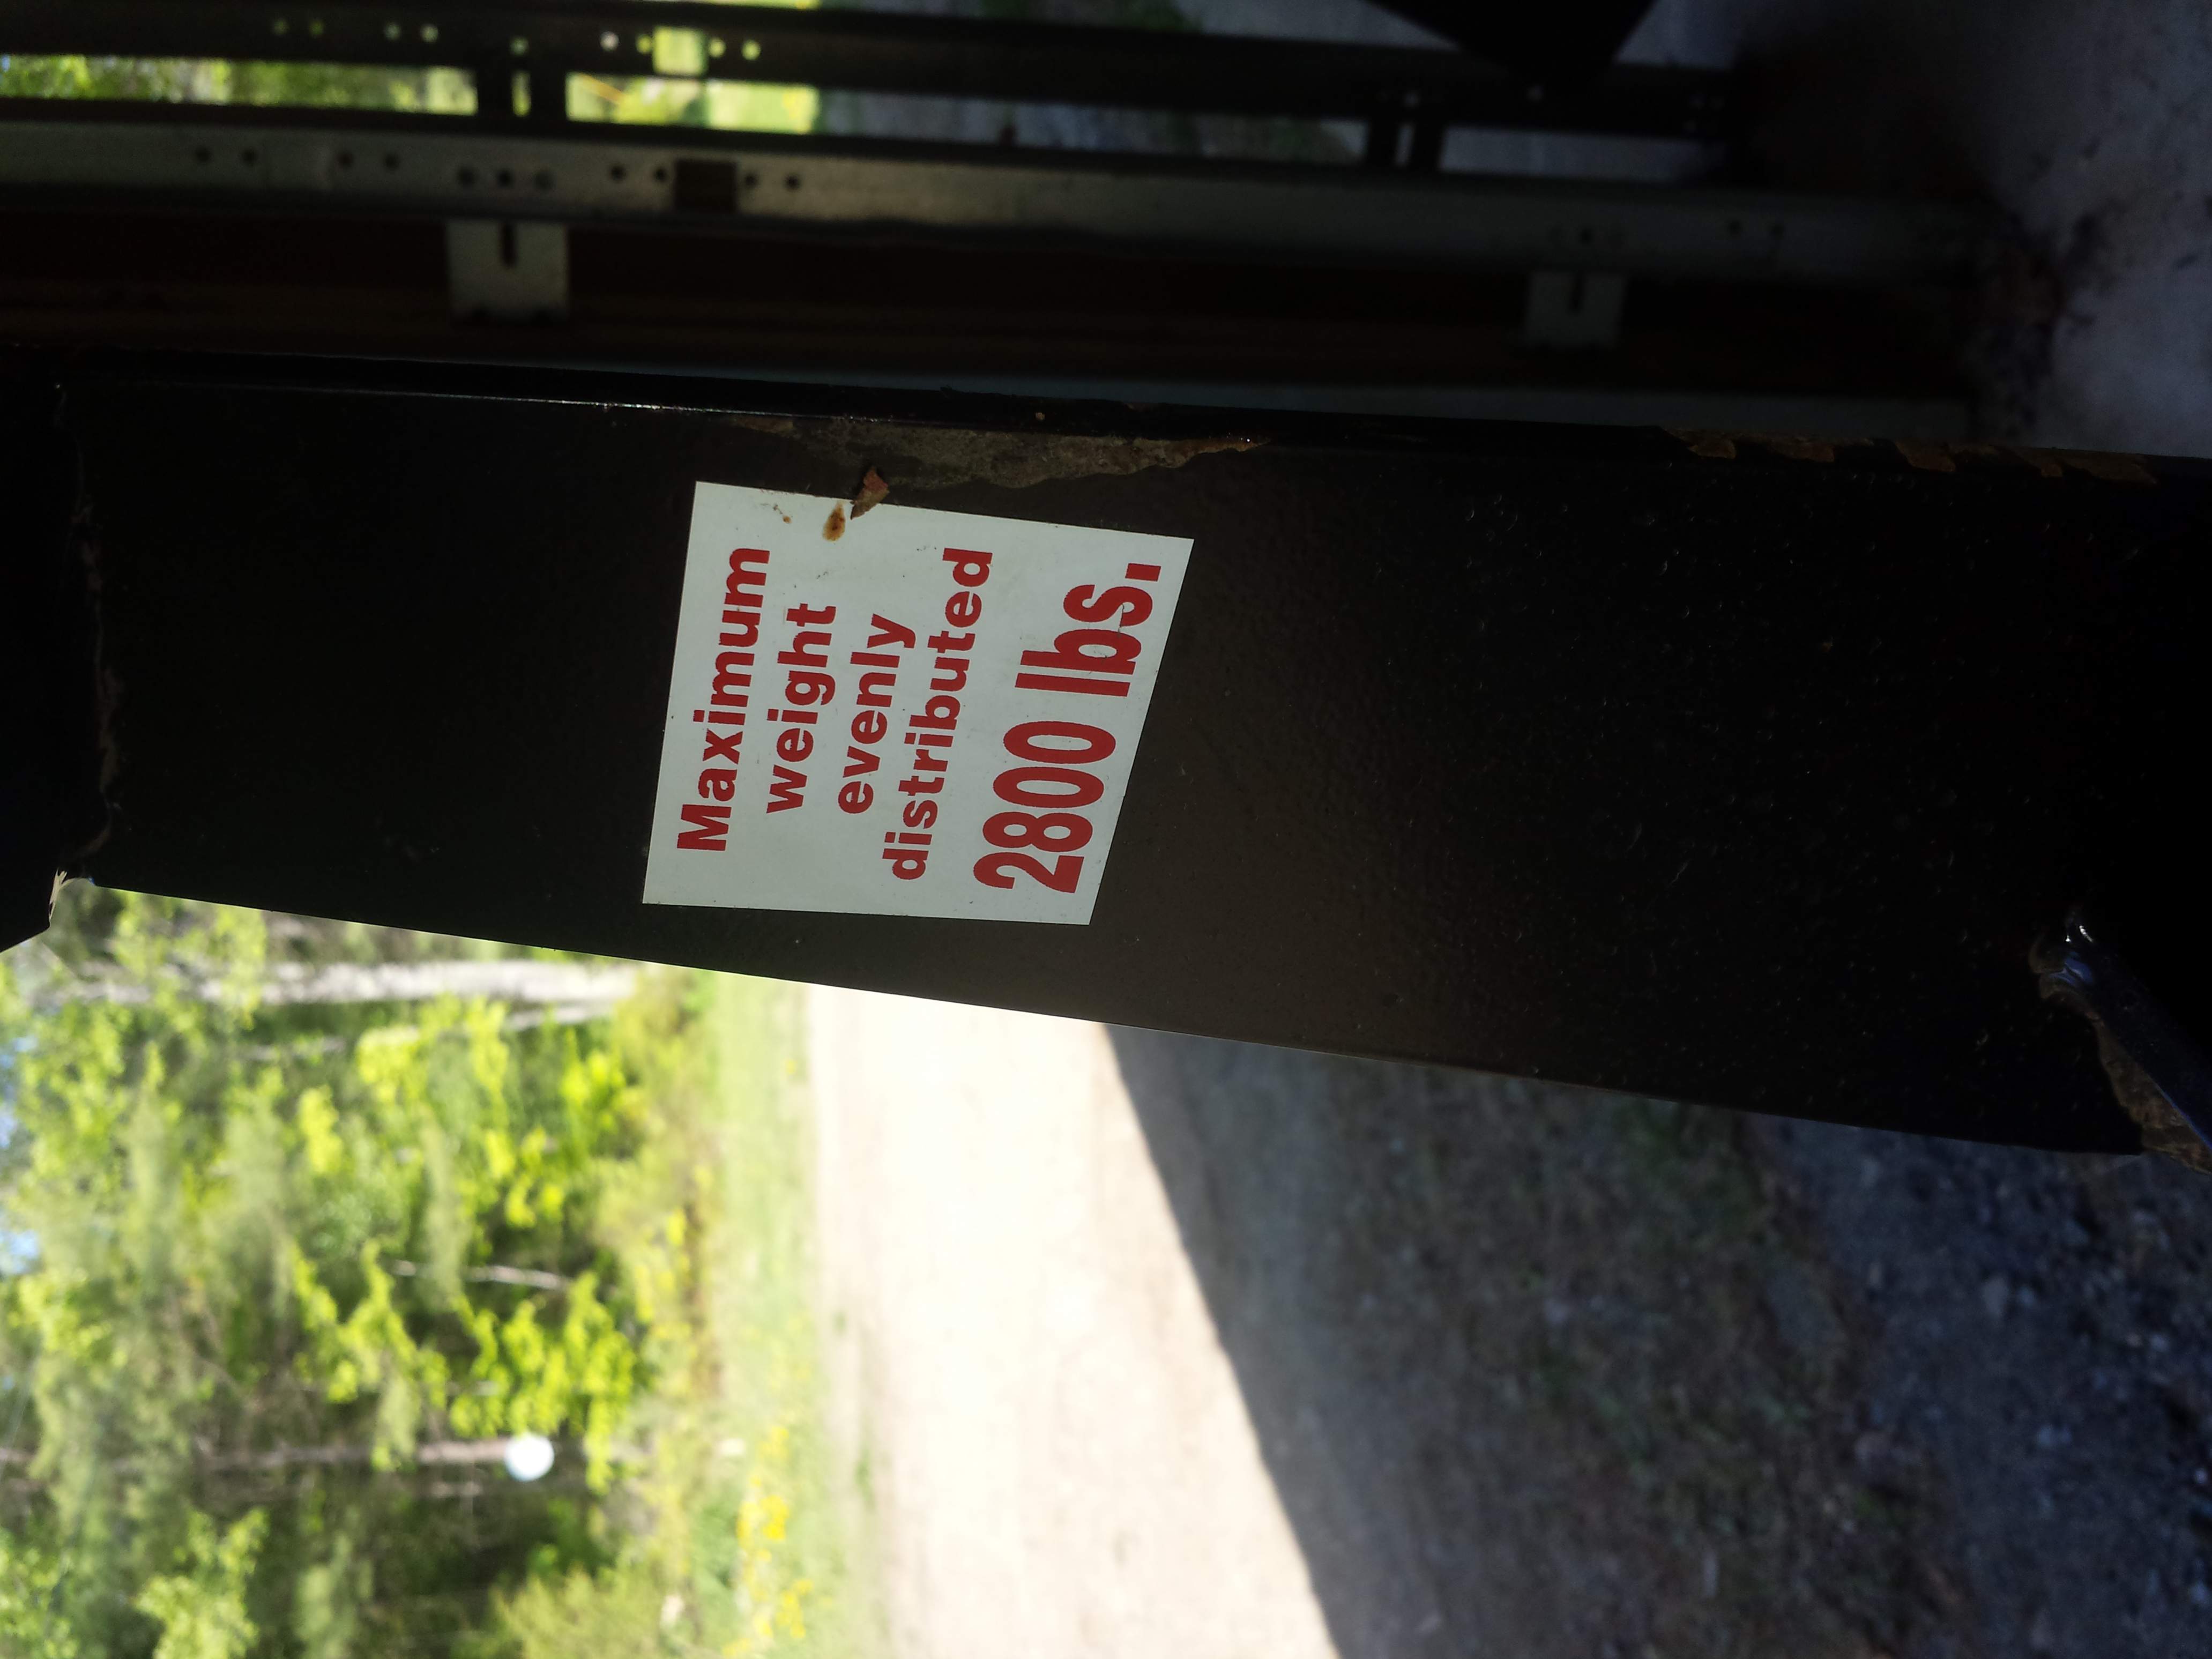 Maximum
weight
evenly
distributed
2800 lbs.